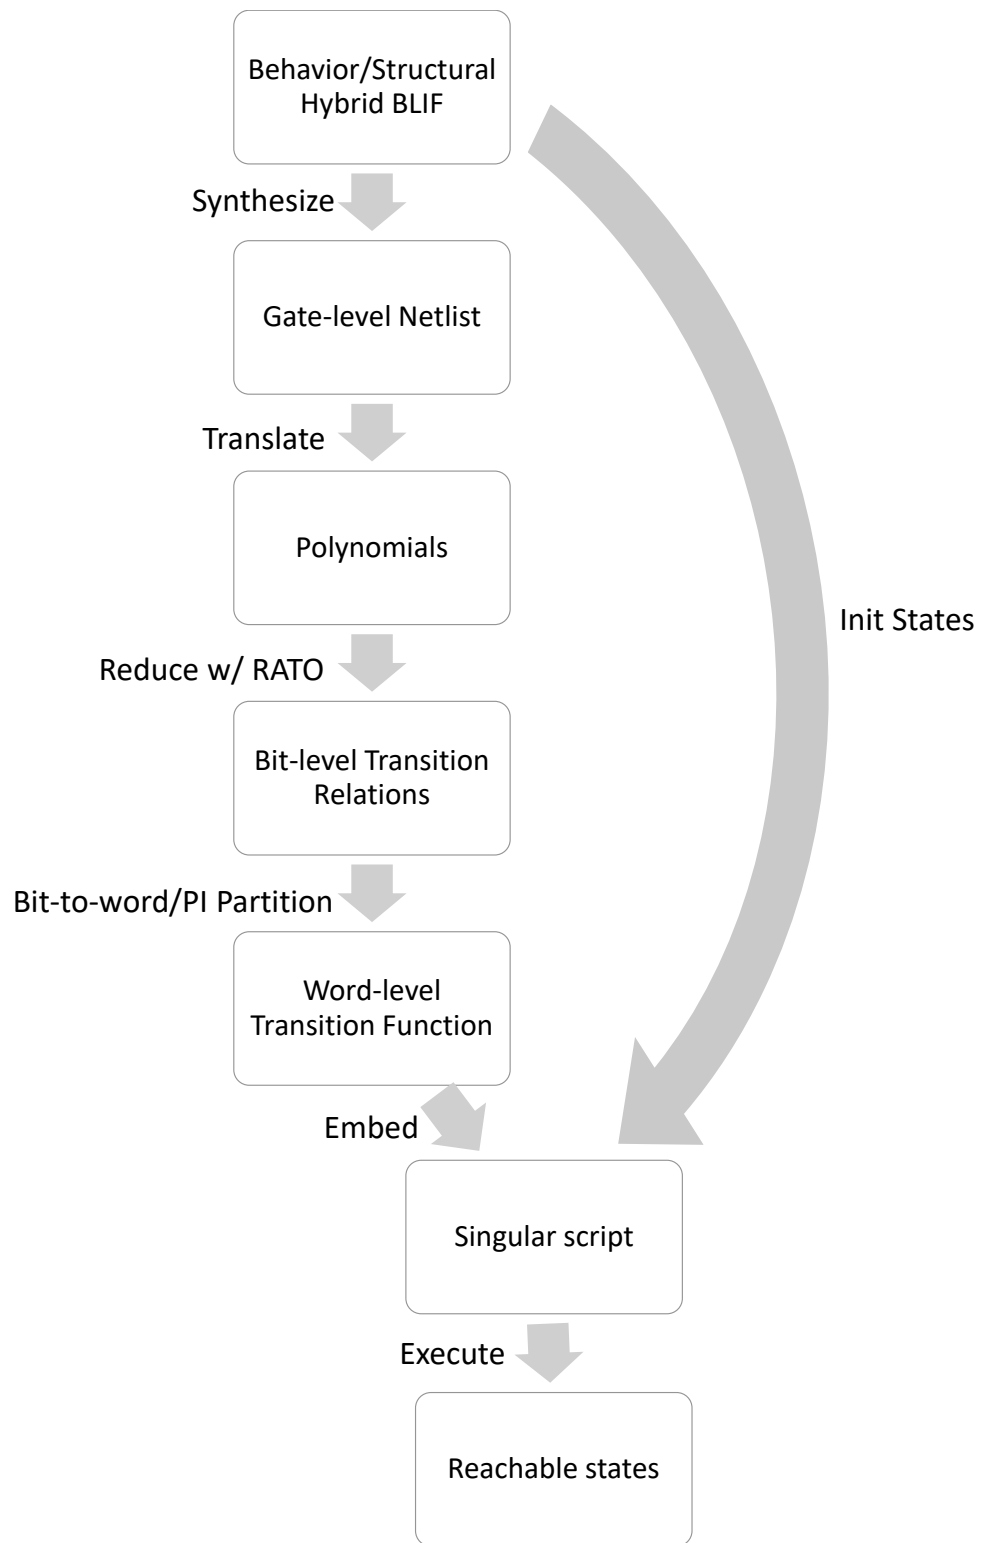 Behavior/Structural
Hybrid BLIF
Synthesize
Gate-level Netlist
Translate
Polynomials
Init States
Reduce w/ RATO
Bit-level Transition
Relations
Bit-to-word/PI Partition
Word-level
Transition Function
Embed
Singular script
Execute
Reachable states